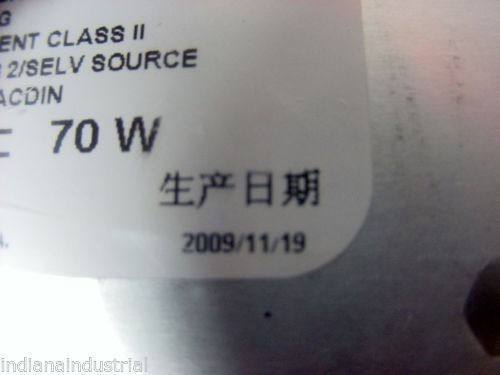 G
ENT CLASS II
2/SELV SOURCE
ACDIN
70 W
生产日期
N.
2009/11/19
indianaindustrial